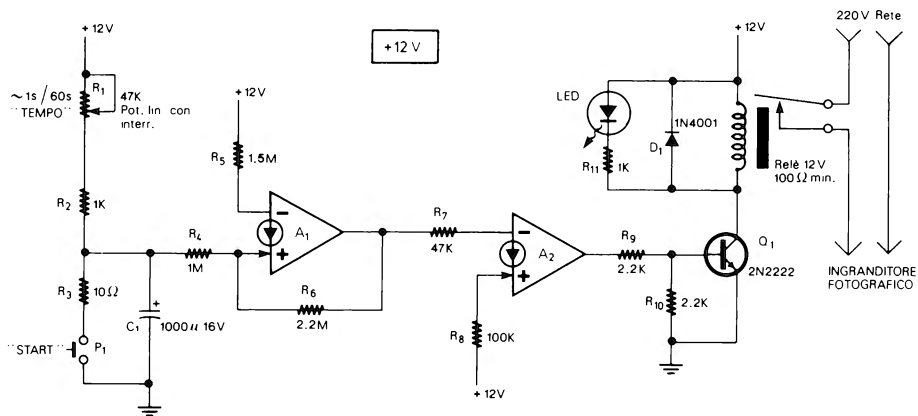 +12V
~1s/60s
"TEMPO"
R1
47K
Pot. lin con
interr.
R2
1K
R3
10Ω
"START"
P1
C1
1000µ 16V
R4
1M
+12V
R5
1.5M
A1
R6
2.2M
+12 V
R7
47K
A2
R8
100K
+12V
R9
2.2K
R10
2.2K
LED
R11
1K
1N4001
D1
+12V
Relè 12V
100Ω min.
Q1
2N2222
220V Rete
INGRANDITORE
FOTOGRAFICO